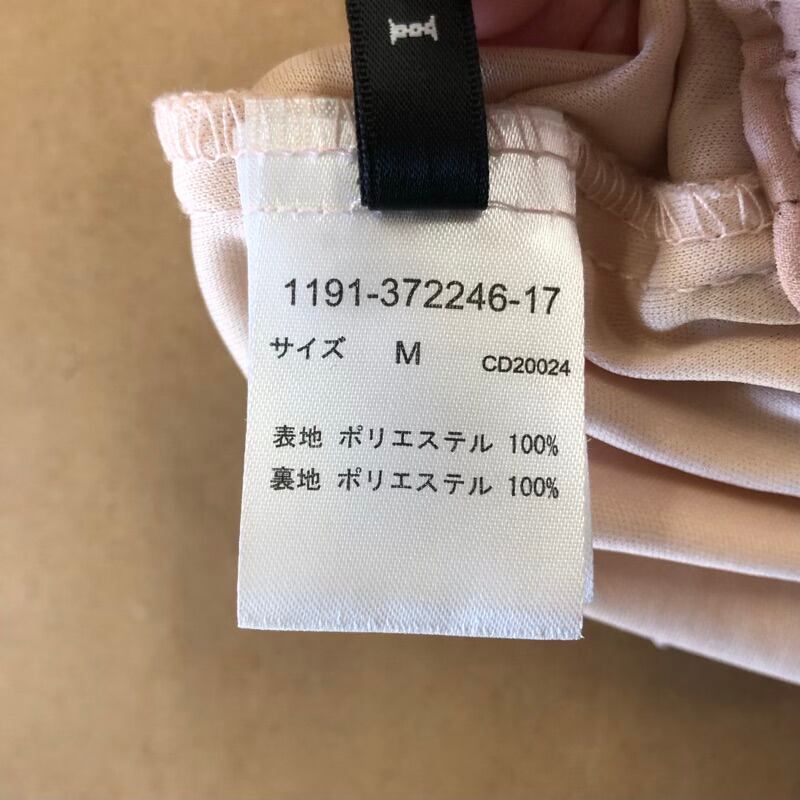 1191-372246-17
サイズ M CD20024
表地 ポリエステル 100%
裏地 ポリエステル 100%